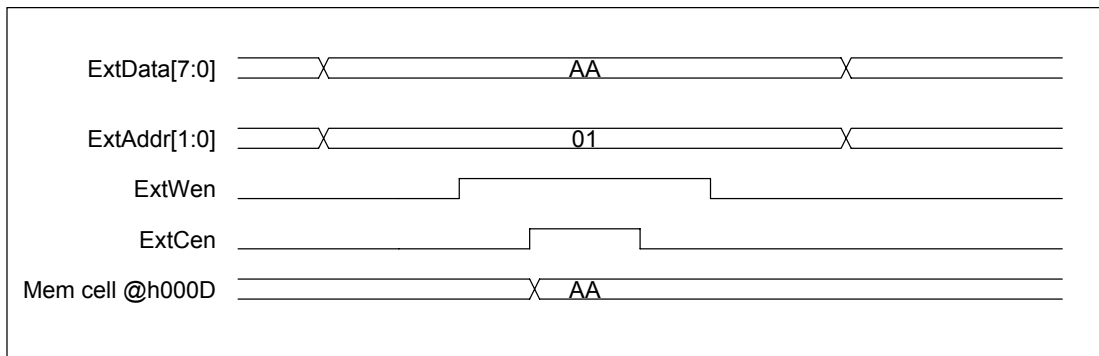 ExtData[7:0] AA
ExtAddr[1:0] 01
ExtWen
ExtCen
Mem cell @h000D AA